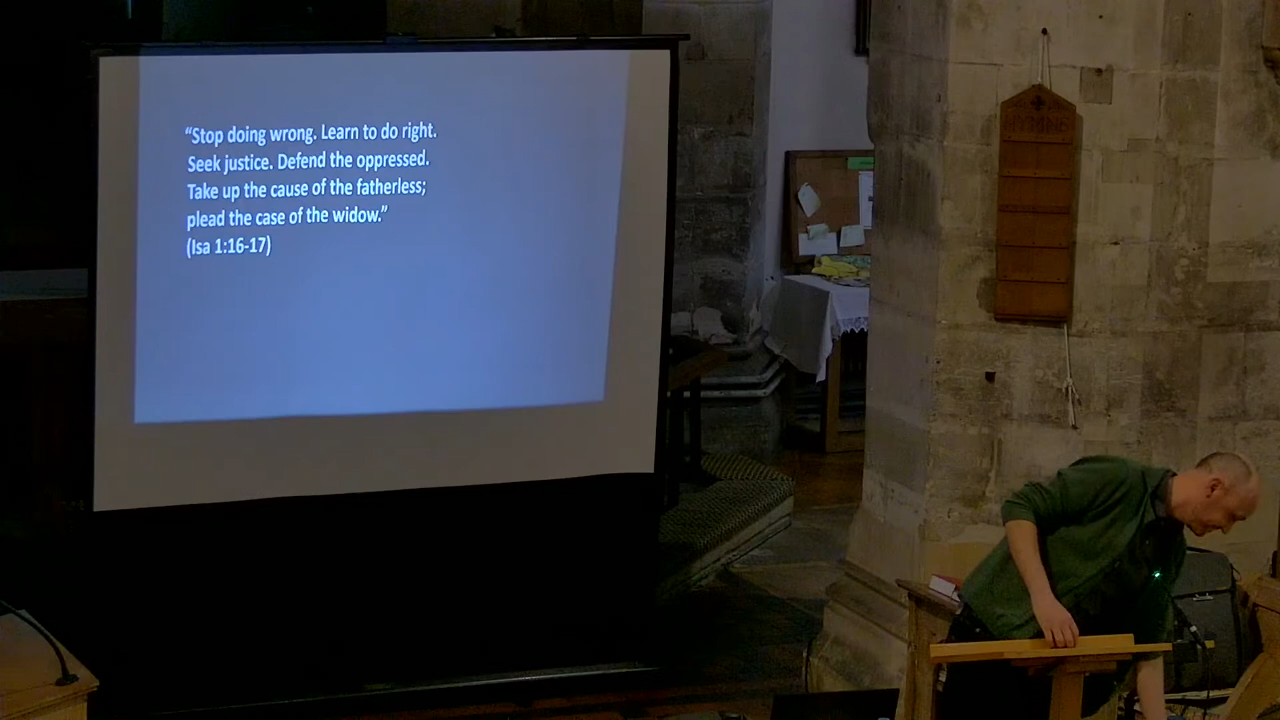 “Stop doing wrong. Learn to do right.
Seek justice. Defend the oppressed.
Take up the cause of the fatherless;
plead the case of the widow.”
(Isa 1:16-17)
HYMNS